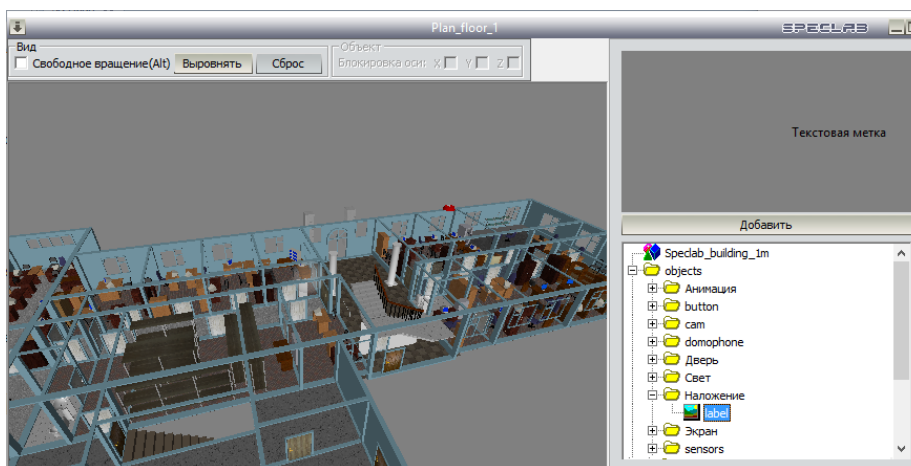 Plan_floor_1
SPECLAB
Вид
Свободное вращение(Alt) Выровнять Сброс
Объект
Блокировка оси: X Y Z
Текстовая метка
Добавить
Speclab_building_1m
objects
Анимация
button
cam
domophone
Дверь
Свет
Наложение
label
Экран
sensors